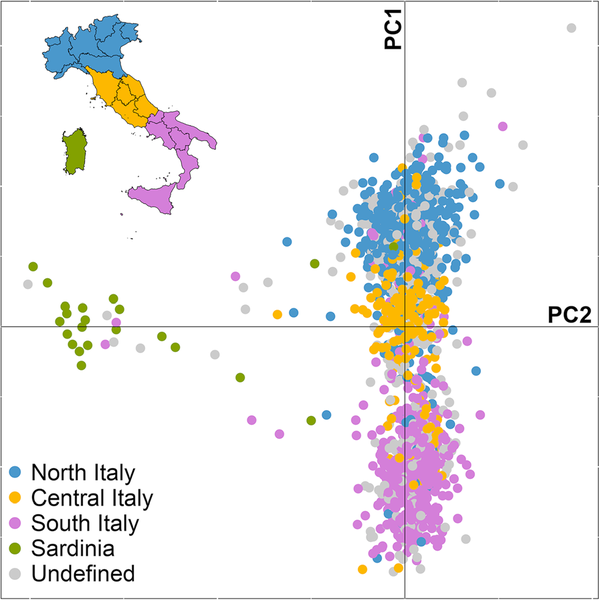 PC1
PC2
North Italy
Central Italy
South Italy
Sardinia
Undefined